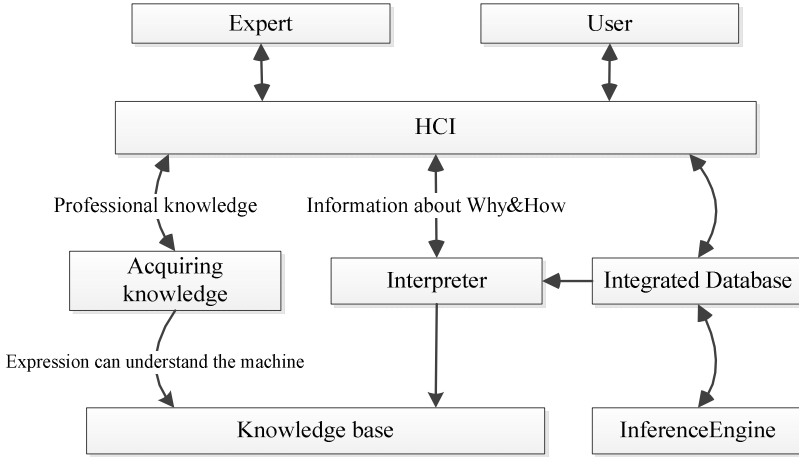 Expert
User
HCI
Professional knowledge
Information about Why&How
Acquiring
knowledge
Interpreter
Integrated Database
Expression can understand the machine
Knowledge base
InferenceEngine